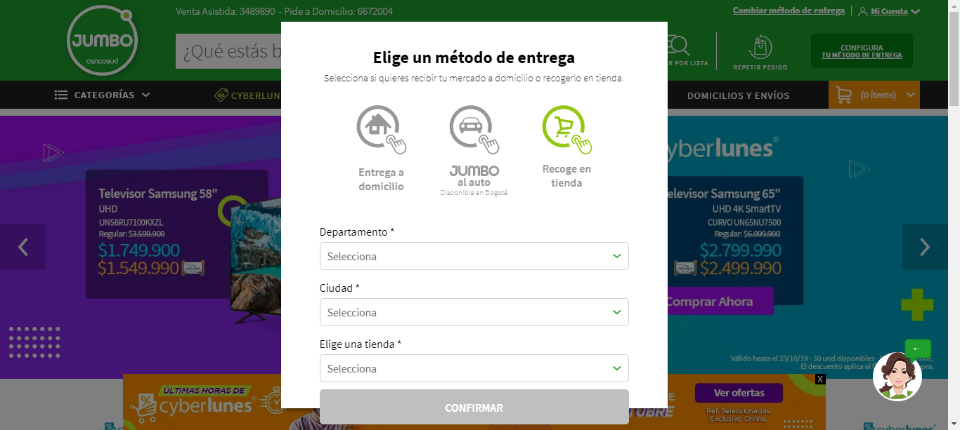 Venta Asistida: 3489890 - Pide a Domicilio: 6672004
Cambiar método de entrega
Mi Cuenta
JUMBO
cencosud
¿Qué estás b
R POR LISTA
REPETIR PEDIDO
CONFIGURA
TU MÉTODO DE ENTREGA
CATEGORÍAS
CYBERLUN
DOMICILIOS Y ENVÍOS
(0 ítems)
Elige un método de entrega
Selecciona si quieres recibir tu mercado a domicilio o recogerlo en tienda.
Entrega a
domicilio
JUMBO
al auto
Disponible en Bogotá
Recoge en
tienda
Departamento *
Selecciona
Ciudad *
Selecciona
Elige una tienda *
Selecciona
CONFIRMAR
Televisor Samsung 58"
UHD
UN58RU7100KXZL
Regular: $3.599.900
$1.749.900
$1.549.990
cyberlunes
Televisor Samsung 65"
UHD 4K SmartTV
CURVO UN65NU7500
Regular: $6.099.900
$2.799.990
$2.499.990
Comprar Ahora
Válido hasta el 23/10/19 - 30 und disponibles -
El descuento aplica al
ÚLTIMAS HORAS DE
cyberlunes
TUBRE
Ver ofertas
Ref. Seleccionadas
Exclusivo Online.
X